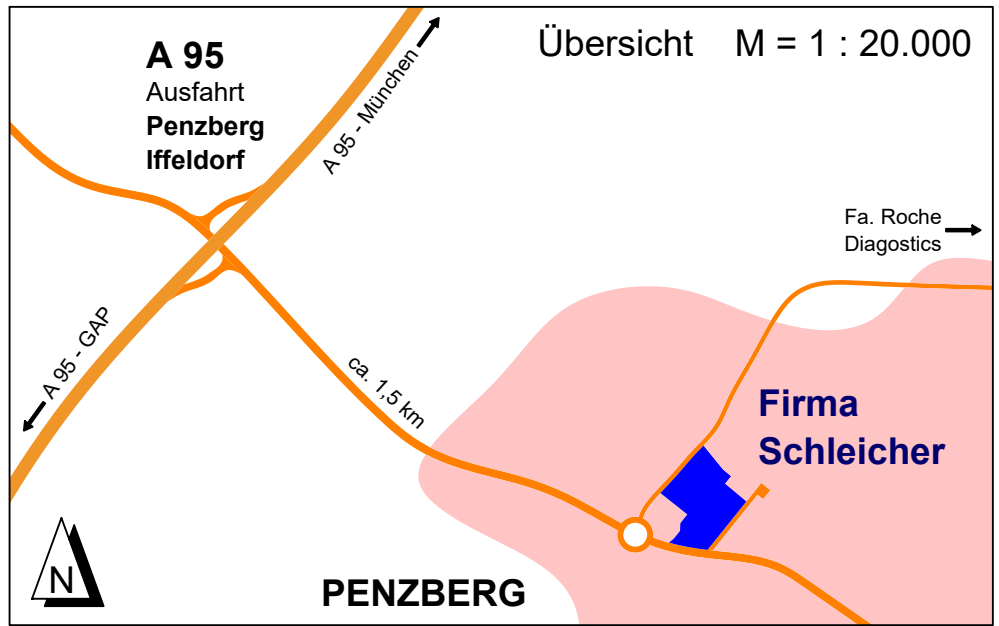 Übersicht M = 1 : 20.000
A 95
Ausfahrt
Penzberg
Iffeldorf
A 95 - München
Fa. Roche
Diagostics
A 95 - GAP
ca. 1,5 km
Firma
Schleicher
N
PENZBERG